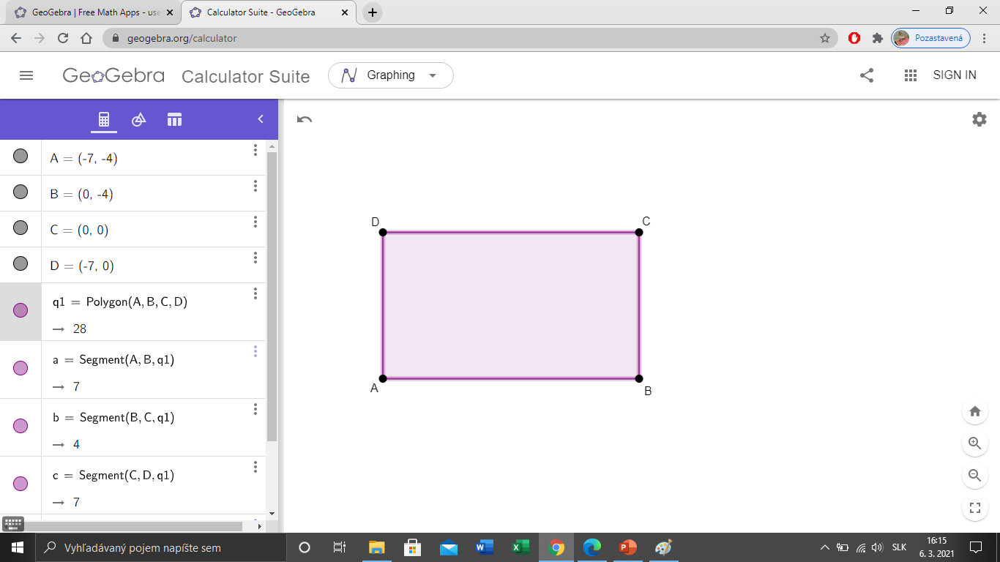 GeoGebra | Free Math Apps - use
Calculator Suite - GeoGebra
geogebra.org/calculator
Pozastavená
GeoGebra
Calculator Suite
Graphing
SIGN IN
A = (-7, -4)
B = (0, -4)
C = (0, 0)
D = (-7, 0)
q1 = Polygon(A, B, C, D)
→ 28
a = Segment(A, B, q1)
→ 7
b = Segment(B, C, q1)
→ 4
c = Segment(C, D, q1)
→ 7
D
C
A
B
Vyhľadávaný pojem napíšte sem
SLK
16:15
6. 3. 2021